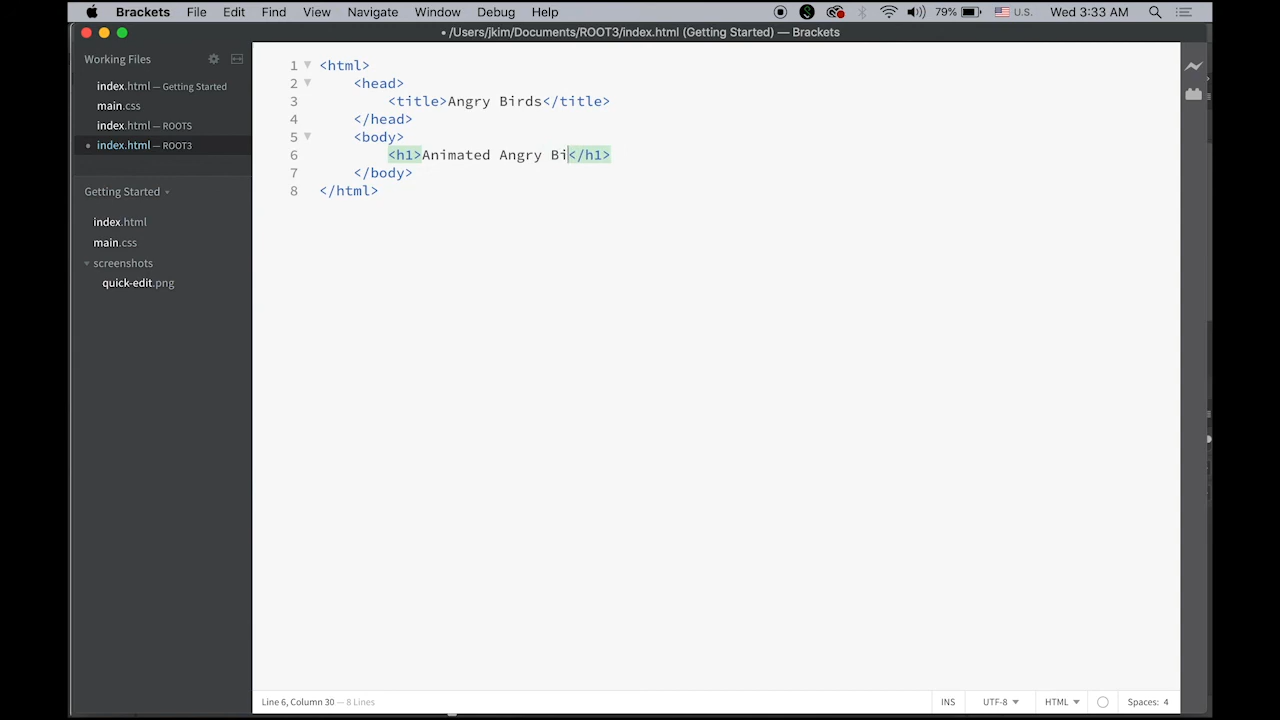 Brackets File Edit Find View Navigate Window Debug Help 79% U.S. Wed 3:33 AM
• /Users/jkim/Documents/ROOT3/index.html (Getting Started) — Brackets
Working Files
index.html — Getting Started
main.css
index.html — ROOTS
index.html — ROOT3
Getting Started
index.html
main.css
screenshots
quick-edit.png
1 <html>
2 <head>
3 <title>Angry Birds</title>
4 </head>
5 <body>
6 <h1>Animated Angry Bi</h1>
7 </body>
8 </html>
Line 6, Column 30 — 8 Lines
INS UTF-8 HTML Spaces: 4